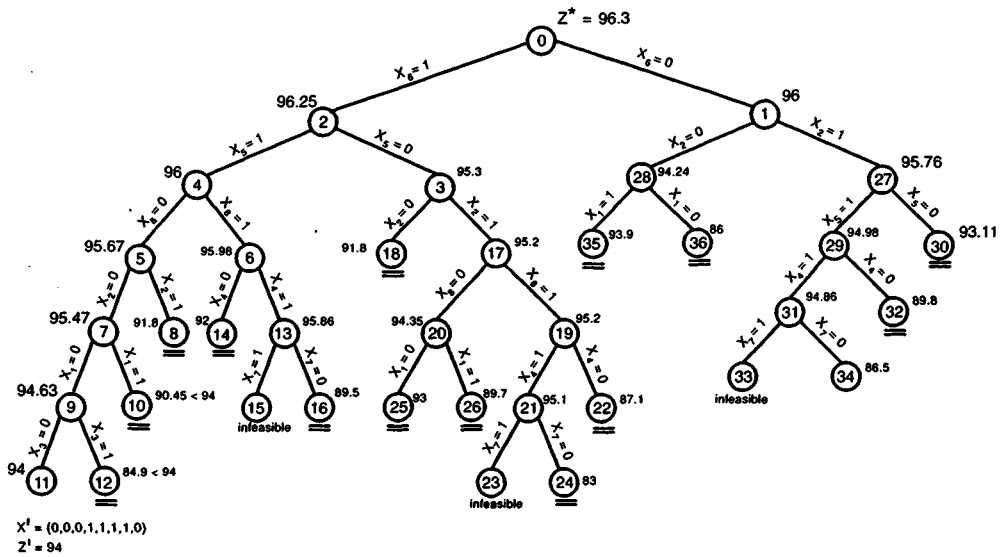 Z* = 96.3
0
X₆ = 1
X₆ = 0
96.25
2
96
1
X₅ = 1
X₅ = 0
X₂ = 0
X₂ = 1
96
4
3
95.3
28
94.24
27
95.76
X₈ = 0
X₈ = 1
X₂ = 0
X₂ = 1
X₁ = 1
X₁ = 0
X₅ = 1
X₅ = 0
95.67
5
95.98
6
91.8
18
17
95.2
35
93.9
36
86
29
94.98
30
93.11
X₂ = 0
X₂ = 1
X₄ = 0
X₄ = 1
X₈ = 0
X₈ = 1
X₄ = 1
X₄ = 0
95.47
7
91.8
8
92
14
13
95.86
94.35
20
19
95.2
31
94.86
32
89.8
X₁ = 0
X₁ = 1
X₇ = 1
X₇ = 0
X₁ = 0
X₁ = 1
X₄ = 1
X₄ = 0
X₇ = 1
X₇ = 0
94.63
9
10
90.45 < 94
15
16
89.5
25
93
26
89.7
21
95.1
22
87.1
33
34
86.5
infeasible
infeasible
X₃ = 0
X₃ = 1
X₇ = 1
X₇ = 0
94
11
12
84.9 < 94
23
24
83
infeasible
Xᴵ = {0,0,0,1,1,1,1,0}
Zᴵ = 94